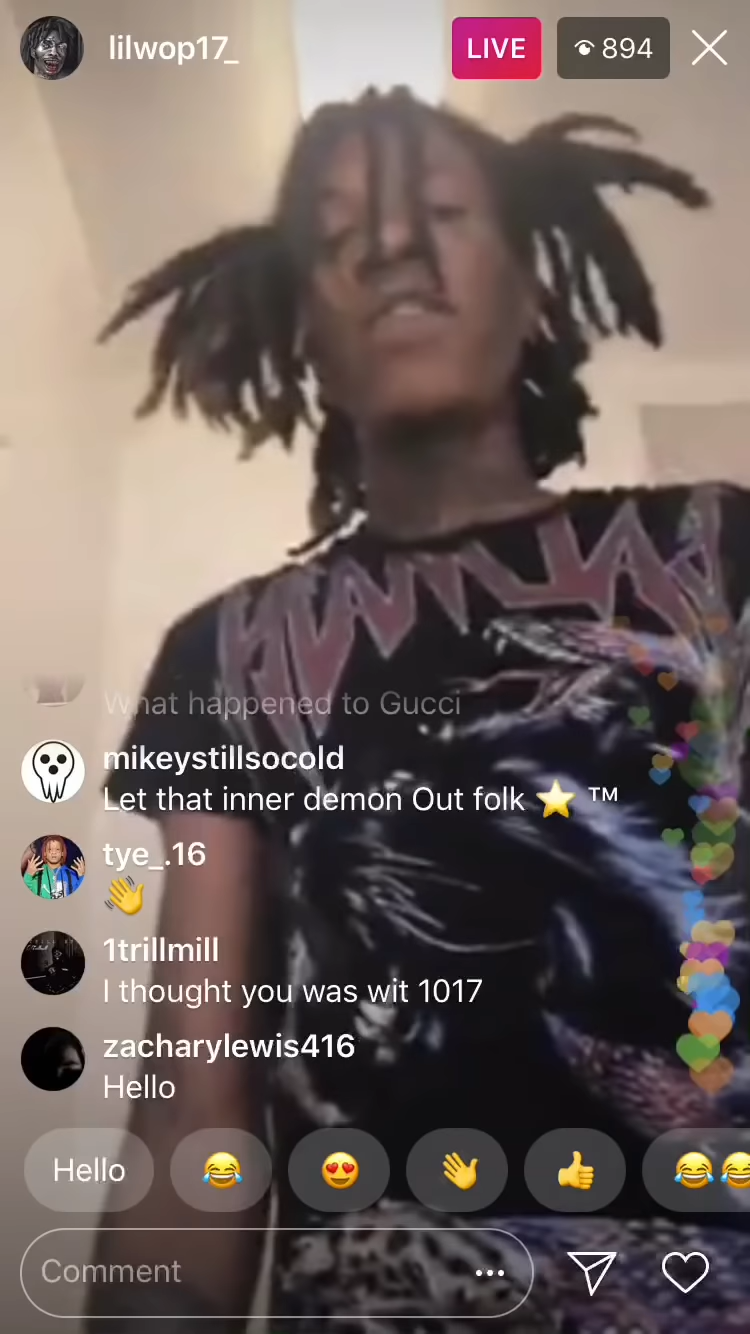 lilwop17_
LIVE
894
What happened to Gucci
mikeystillsocold
Let that inner demon Out folk ⭐ ™
tye_.16
👋
1trillmill
I thought you was wit 1017
zacharylewis416
Hello
Hello 😂 😍 👋 👍 😂😂
Comment